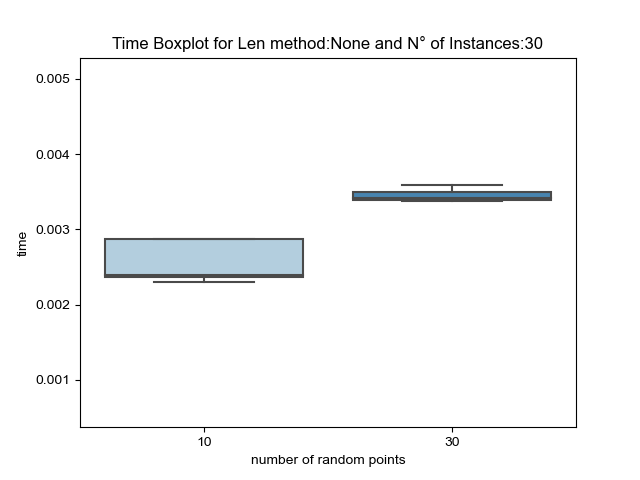 Time Boxplot for Len method:None and N° of Instances:30
0.005
0.004
0.003
0.002
0.001
time
10
30
number of random points